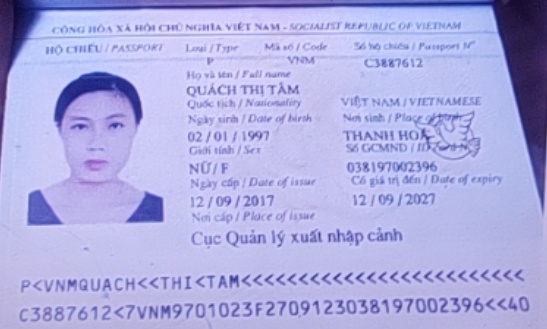 CỘNG HÒA XÃ HỘI CHỦ NGHĨA VIỆT NAM - SOCIALIST REPUBLIC OF VIETNAM
HỘ CHIẾU / PASSPORT Loại / Type Mã số / Code Số hộ chiếu / Passport Nº
P VNM C3887612
Họ và tên / Full name
QUÁCH THỊ TÂM
Quốc tịch / Nationality VIỆT NAM / VIETNAMESE
Ngày sinh / Date of birth Nơi sinh / Place of birth
02 / 01 / 1997 THANH HOÁ
Giới tính / Sex Số GCMND /
NỮ / F 038197002396
Ngày cấp / Date of issue Có giá trị đến / Date of expiry
12 / 09 / 2017 12 / 09 / 2027
Nơi cấp / Place of issue
Cục Quản lý xuất nhập cảnh
P<VNMQUACH<<THI<TAM<<<<<<<<<<<<<<<<<<<<<<<<<
C3887612<7VNM9701023F2709123038197002396<<40